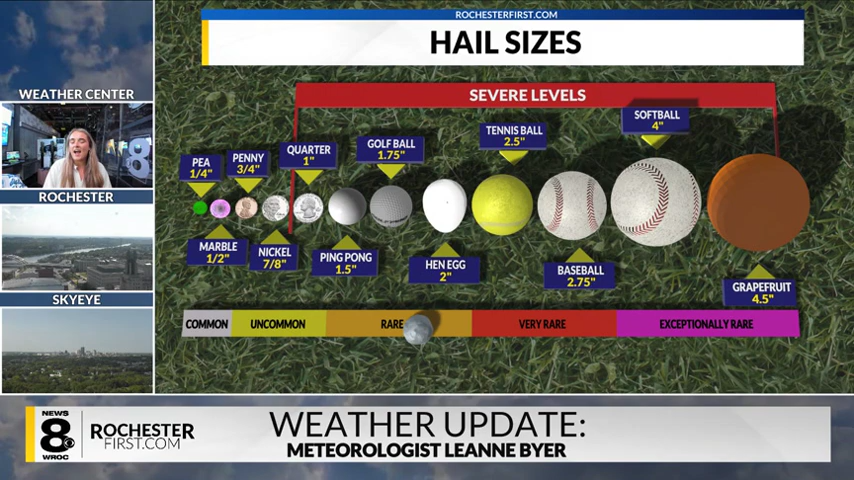 ROCHESTERFIRST.COM
HAIL SIZES
WEATHER CENTER
8
ROCHESTER
SKYEYE
SEVERE LEVELS
PEA
1/4"
MARBLE
1/2"
PENNY
3/4"
NICKEL
7/8"
QUARTER
1"
PING PONG
1.5"
GOLF BALL
1.75"
HEN EGG
2"
TENNIS BALL
2.5"
BASEBALL
2.75"
SOFTBALL
4"
GRAPEFRUIT
4.5"
COMMON
UNCOMMON
RARE
VERY RARE
EXCEPTIONALLY RARE
NEWS
8
WROC
ROCHESTER
FIRST.COM
WEATHER UPDATE:
METEOROLOGIST LEANNE BYER